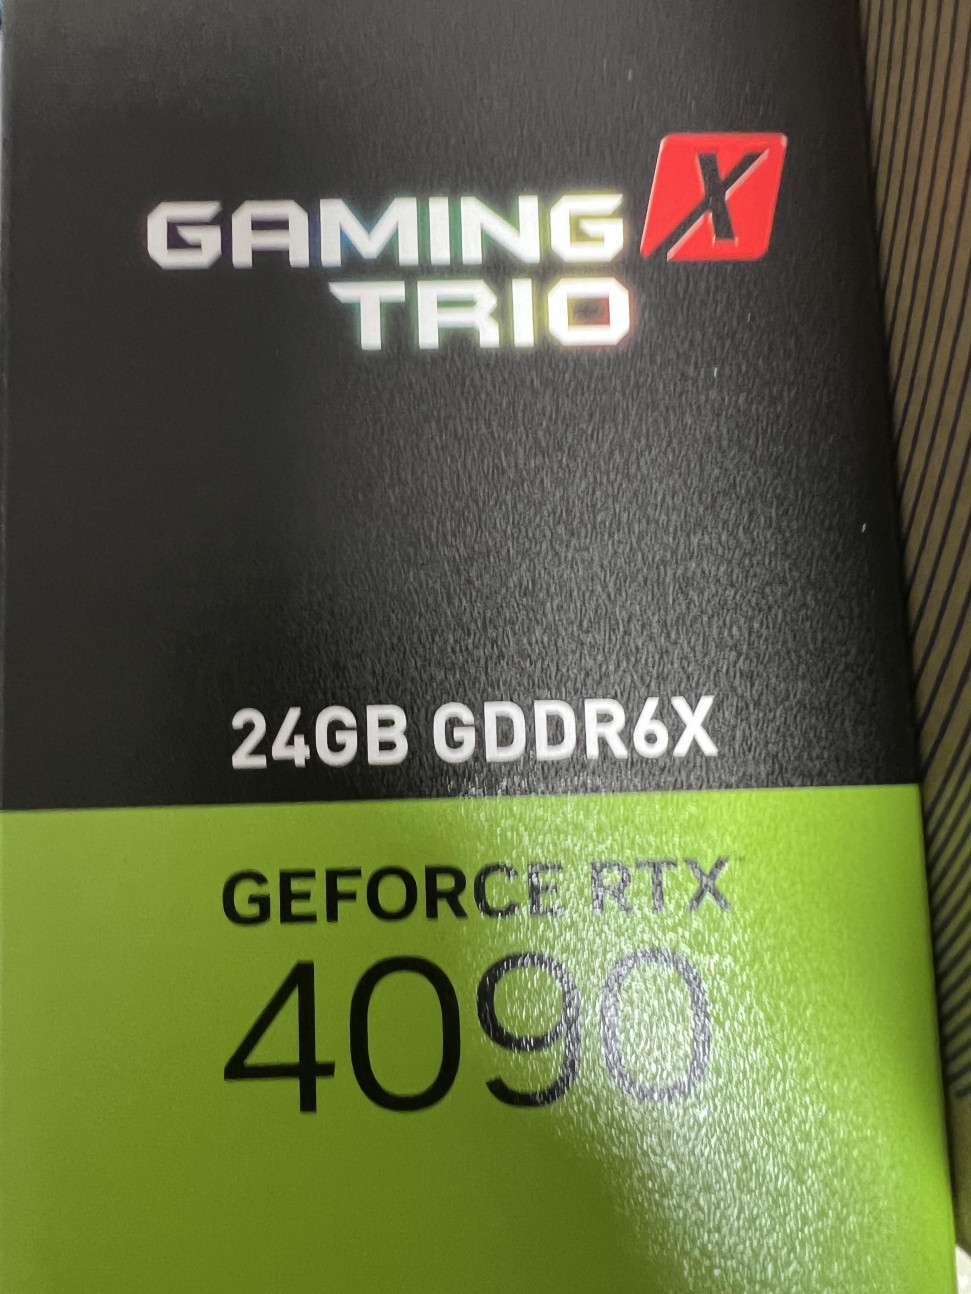 GAMING X
TRIO
24GB GDDR6X
GEFORCE RTX
4090